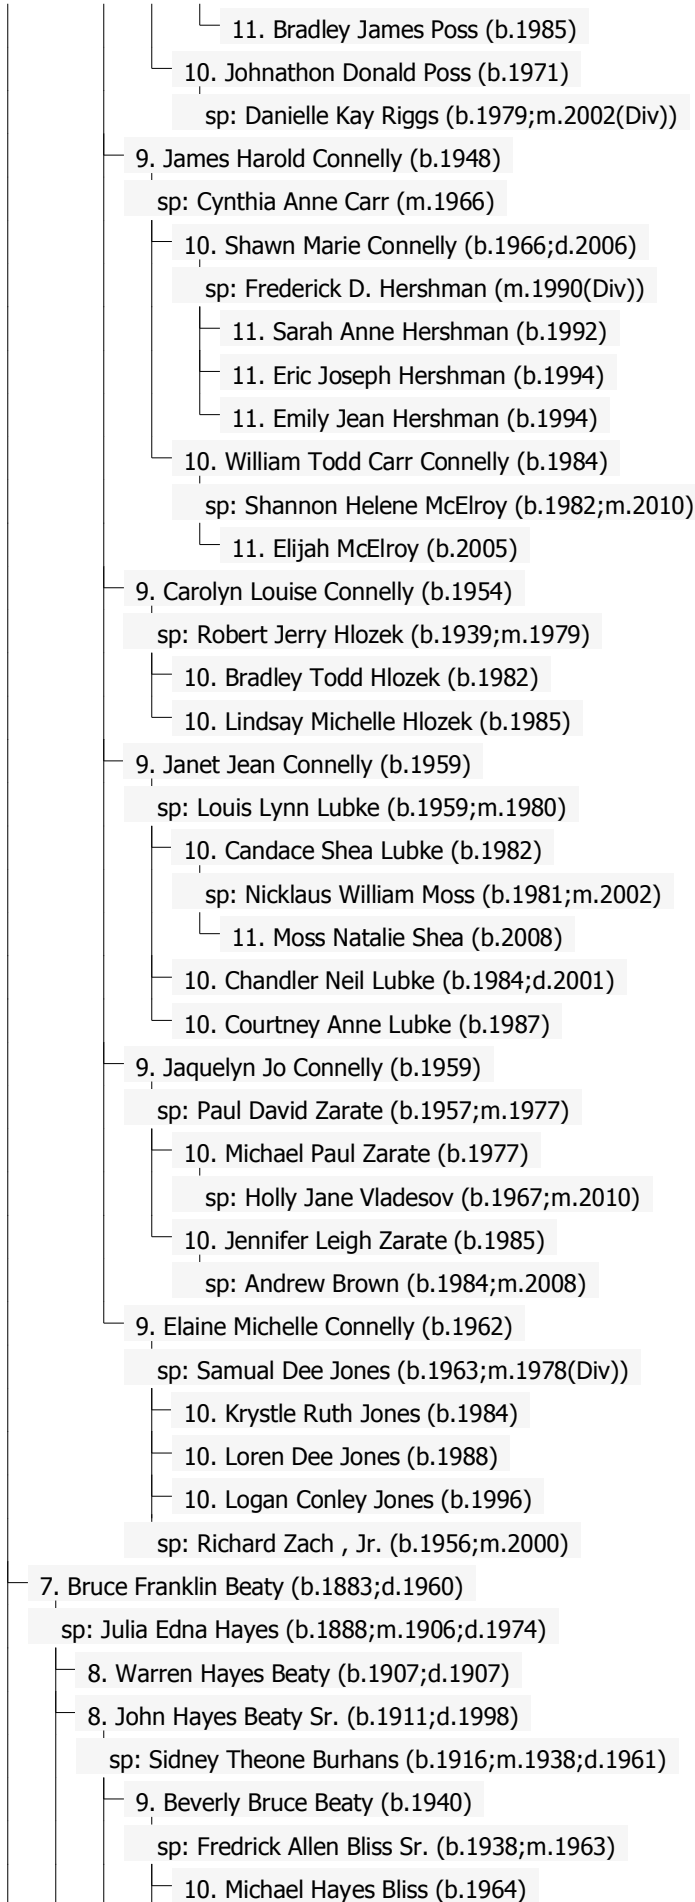 11. Bradley James Poss (b.1985)
10. Johnathon Donald Poss (b.1971)
sp: Danielle Kay Riggs (b.1979;m.2002(Div))
9. James Harold Connelly (b.1948)
sp: Cynthia Anne Carr (m.1966)
10. Shawn Marie Connelly (b.1966;d.2006)
sp: Frederick D. Hershman (m.1990(Div))
11. Sarah Anne Hershman (b.1992)
11. Eric Joseph Hershman (b.1994)
11. Emily Jean Hershman (b.1994)
10. William Todd Carr Connelly (b.1984)
sp: Shannon Helene McElroy (b.1982;m.2010)
11. Elijah McElroy (b.2005)
9. Carolyn Louise Connelly (b.1954)
sp: Robert Jerry Hlozek (b.1939;m.1979)
10. Bradley Todd Hlozek (b.1982)
10. Lindsay Michelle Hlozek (b.1985)
9. Janet Jean Connelly (b.1959)
sp: Louis Lynn Lubke (b.1959;m.1980)
10. Candace Shea Lubke (b.1982)
sp: Nicklaus William Moss (b.1981;m.2002)
11. Moss Natalie Shea (b.2008)
10. Chandler Neil Lubke (b.1984;d.2001)
10. Courtney Anne Lubke (b.1987)
9. Jaquelyn Jo Connelly (b.1959)
sp: Paul David Zarate (b.1957;m.1977)
10. Michael Paul Zarate (b.1977)
sp: Holly Jane Vladesov (b.1967;m.2010)
10. Jennifer Leigh Zarate (b.1985)
sp: Andrew Brown (b.1984;m.2008)
9. Elaine Michelle Connelly (b.1962)
sp: Samual Dee Jones (b.1963;m.1978(Div))
10. Krystle Ruth Jones (b.1984)
10. Loren Dee Jones (b.1988)
10. Logan Conley Jones (b.1996)
sp: Richard Zach , Jr. (b.1956;m.2000)
7. Bruce Franklin Beaty (b.1883;d.1960)
sp: Julia Edna Hayes (b.1888;m.1906;d.1974)
8. Warren Hayes Beaty (b.1907;d.1907)
8. John Hayes Beaty Sr. (b.1911;d.1998)
sp: Sidney Theone Burhans (b.1916;m.1938;d.1961)
9. Beverly Bruce Beaty (b.1940)
sp: Fredrick Allen Bliss Sr. (b.1938;m.1963)
10. Michael Hayes Bliss (b.1964)